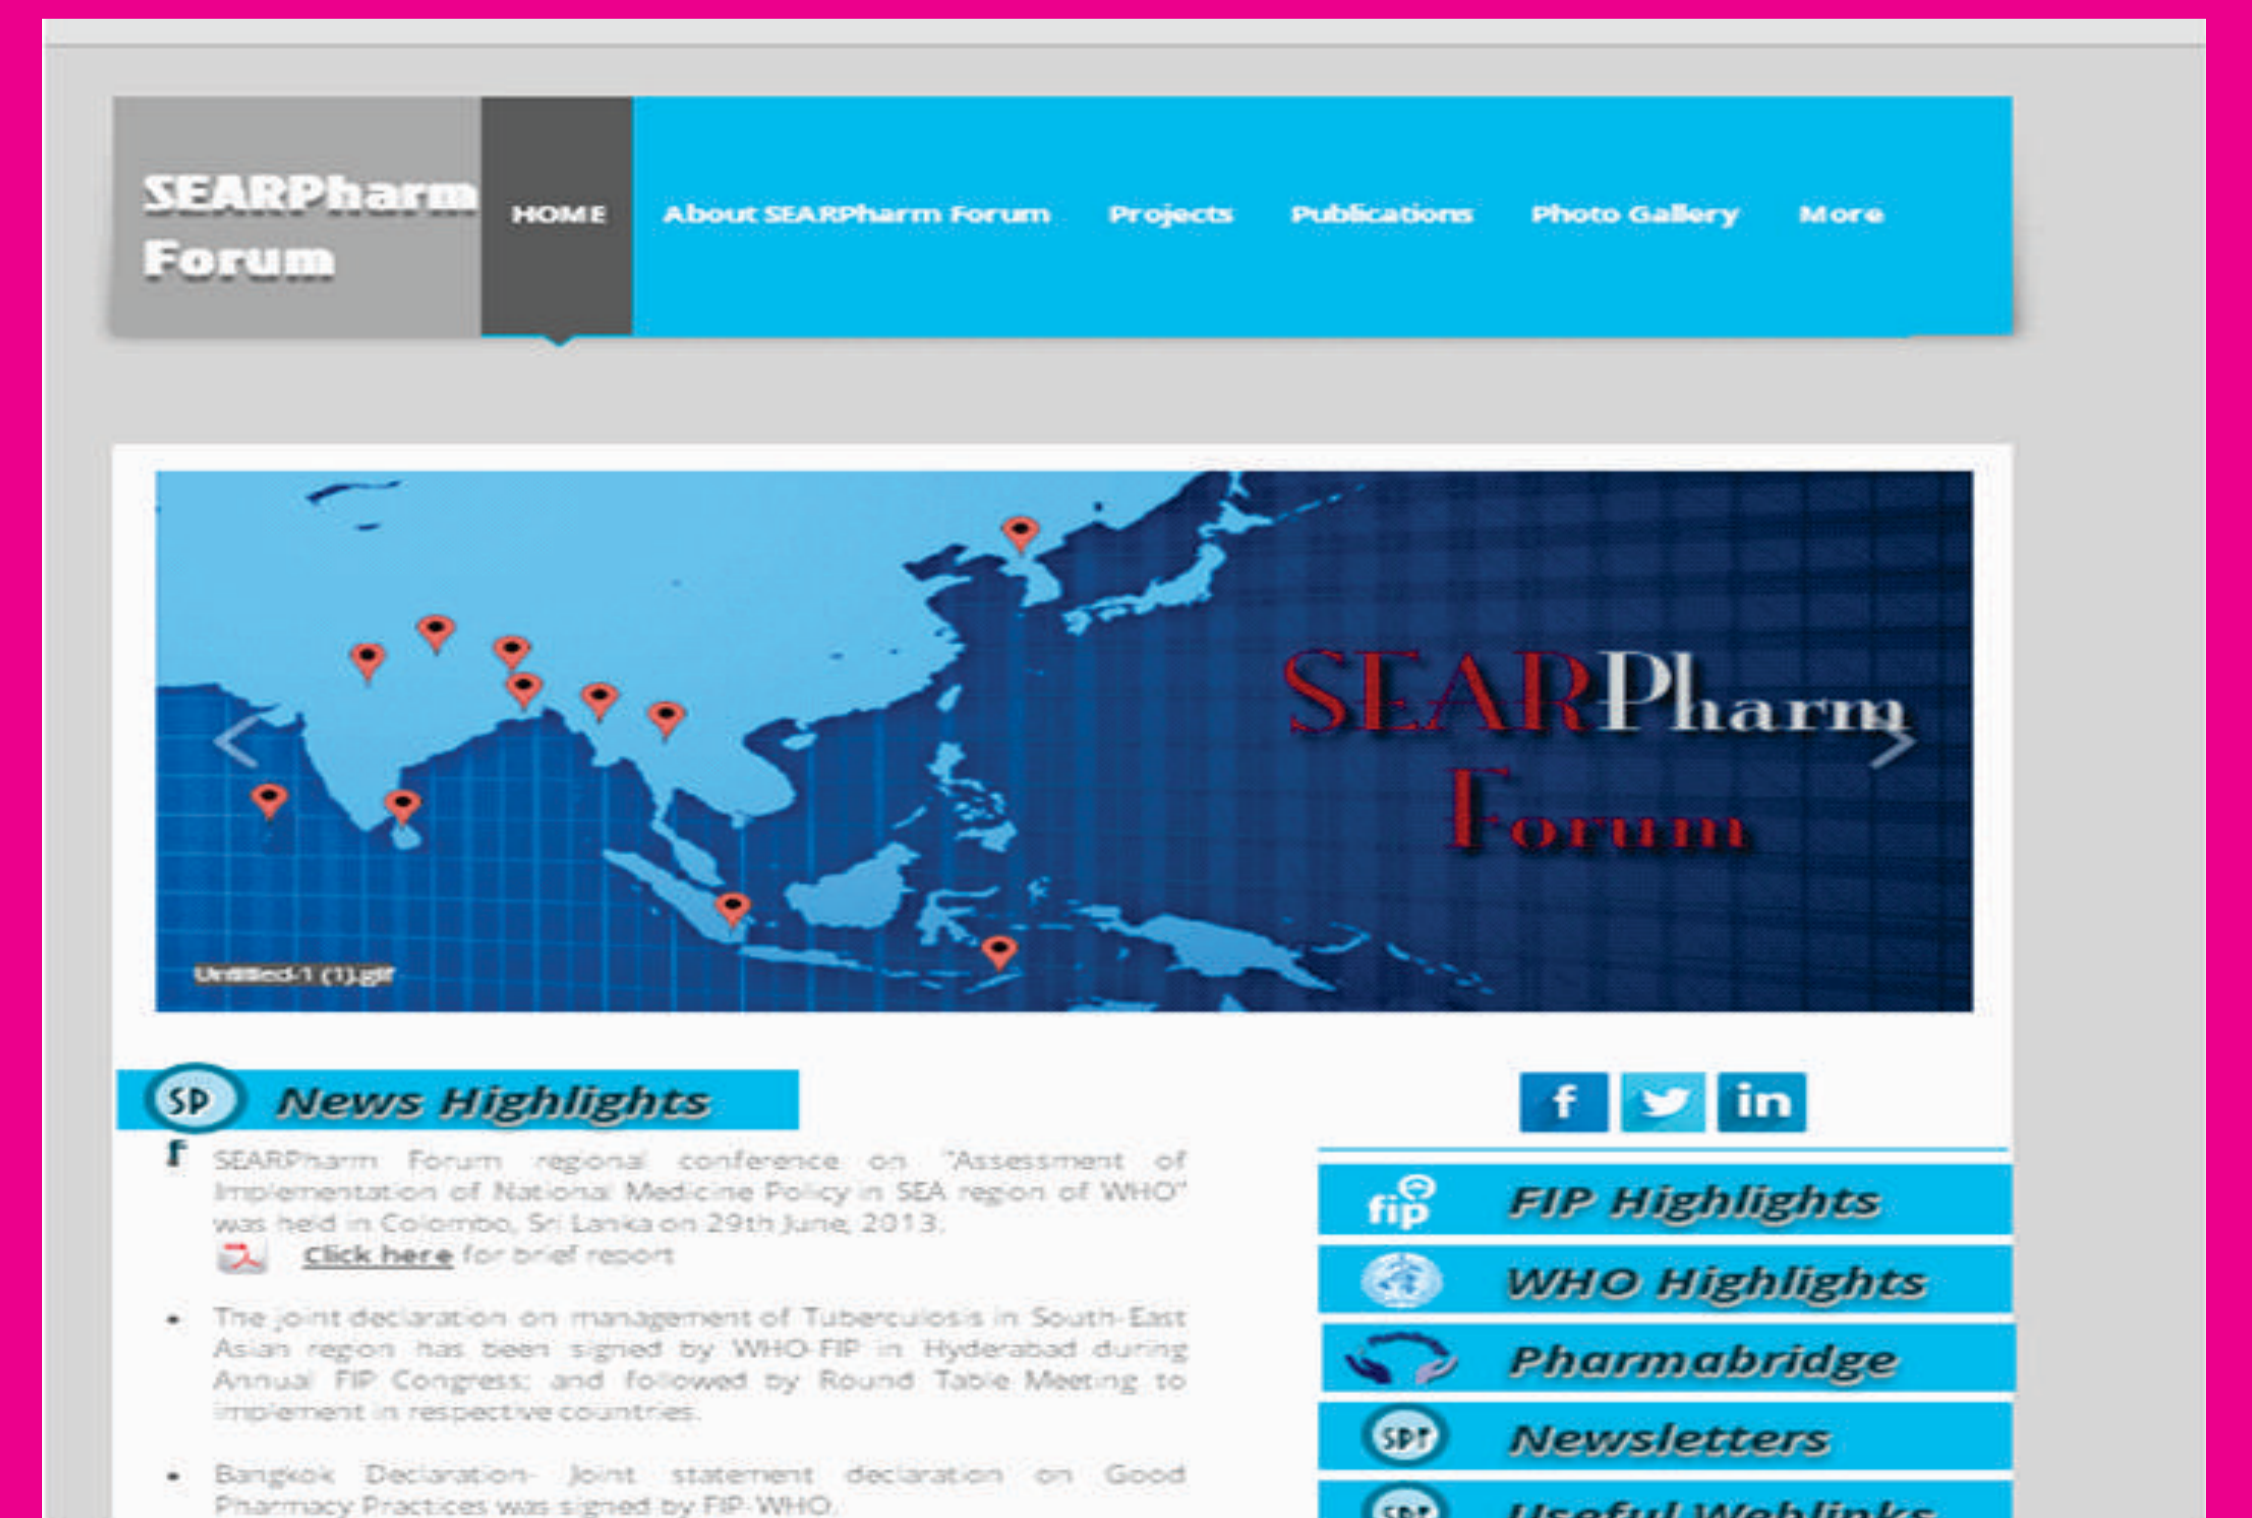 SEARPharm
Forum
HOME
About SEARPharm Forum
Projects
Publications
Photo Gallery
More
SEARPharm
Forum
Untitled-1 (1).gif
SP
News Highlights
f
SEARPharm Forum regional conference on "Assessment of
Implementation of National Medicine Policy in SEA region of WHO"
was held in Colombo, Sri Lanka on 29th June, 2013.
Click here for brief report
• The joint declaration on management of Tuberculosis in South-East
Asian region has been signed by WHO-FIP in Hyderabad during
Annual FIP Congress; and followed by Round Table Meeting to
implement in respective countries.
• Bangkok Declaration- Joint statement declaration on Good
Pharmacy Practices was signed by FIP-WHO.
f
in
fip
FIP Highlights
WHO Highlights
Pharmabridge
SPF
Newsletters
SPF
Useful Weblinks